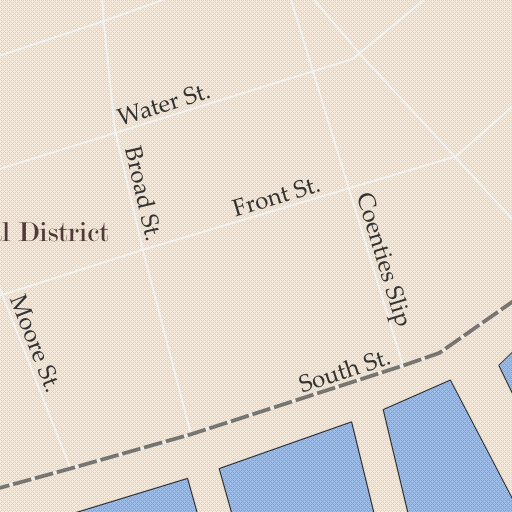 Water St.
Broad St.
Front St.
l District
Coenties Slip
Moore St.
South St.